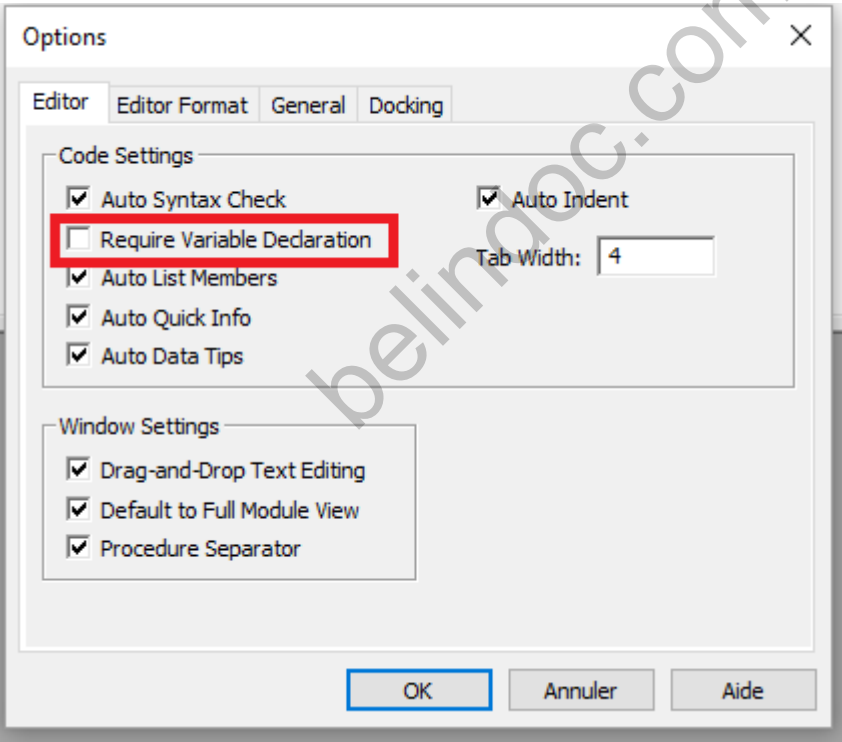 Options
Editor Editor Format General Docking
Code Settings
Auto Syntax Check Auto Indent
Require Variable Declaration
Tab Width: 4
Auto List Members
Auto Quick Info
Auto Data Tips
Window Settings
Drag-and-Drop Text Editing
Default to Full Module View
Procedure Separator
OK Annuler Aide
belindoc.com